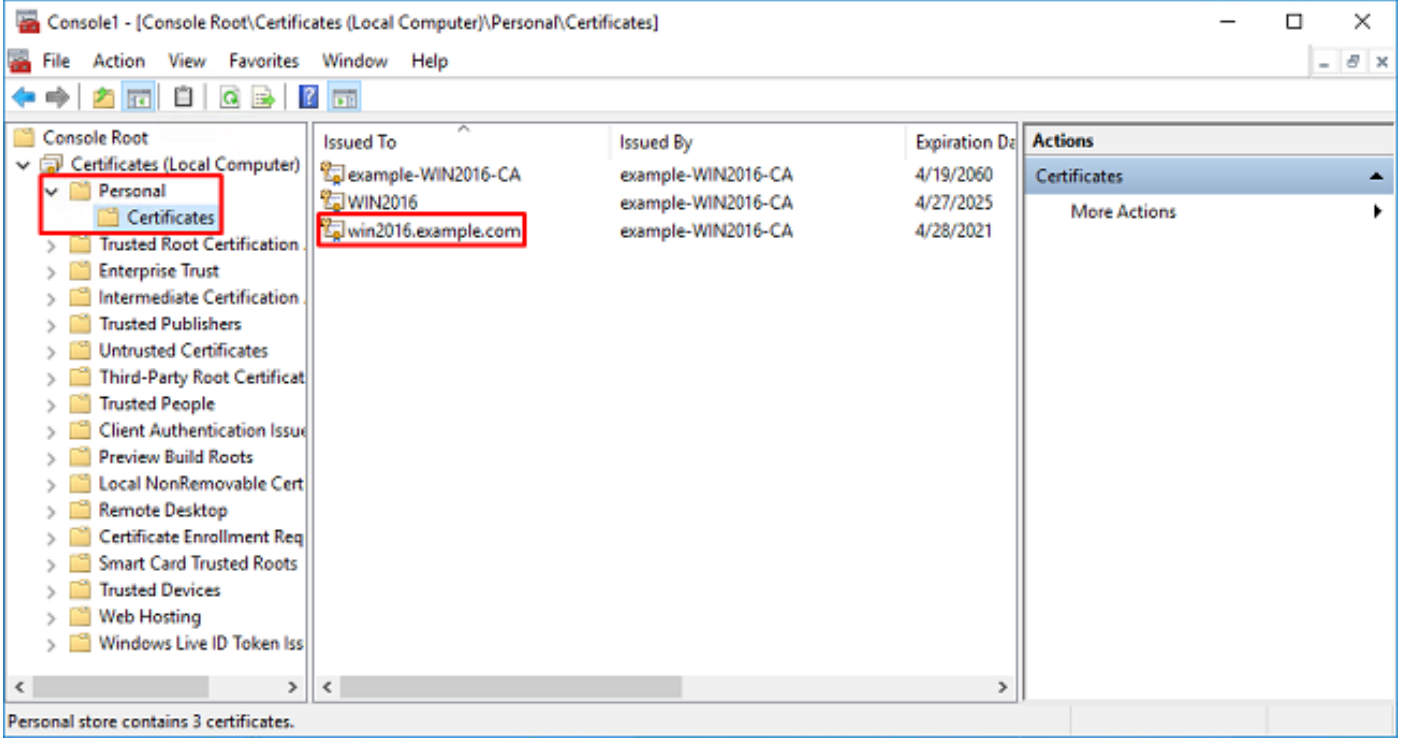 Console1 - [Console Root\Certificates (Local Computer)\Personal\Certificates]
File Action View Favorites Window Help
Console Root
Certificates (Local Computer)
Personal
Certificates
Trusted Root Certification .
Enterprise Trust
Intermediate Certification .
Trusted Publishers
Untrusted Certificates
Third-Party Root Certificat
Trusted People
Client Authentication Issue
Preview Build Roots
Local NonRemovable Cert
Remote Desktop
Certificate Enrollment Req
Smart Card Trusted Roots
Trusted Devices
Web Hosting
Windows Live ID Token Iss
Issued To Issued By Expiration Da
example-WIN2016-CA example-WIN2016-CA 4/19/2060
WIN2016 example-WIN2016-CA 4/27/2025
win2016.example.com example-WIN2016-CA 4/28/2021
Actions
Certificates
More Actions
Personal store contains 3 certificates.